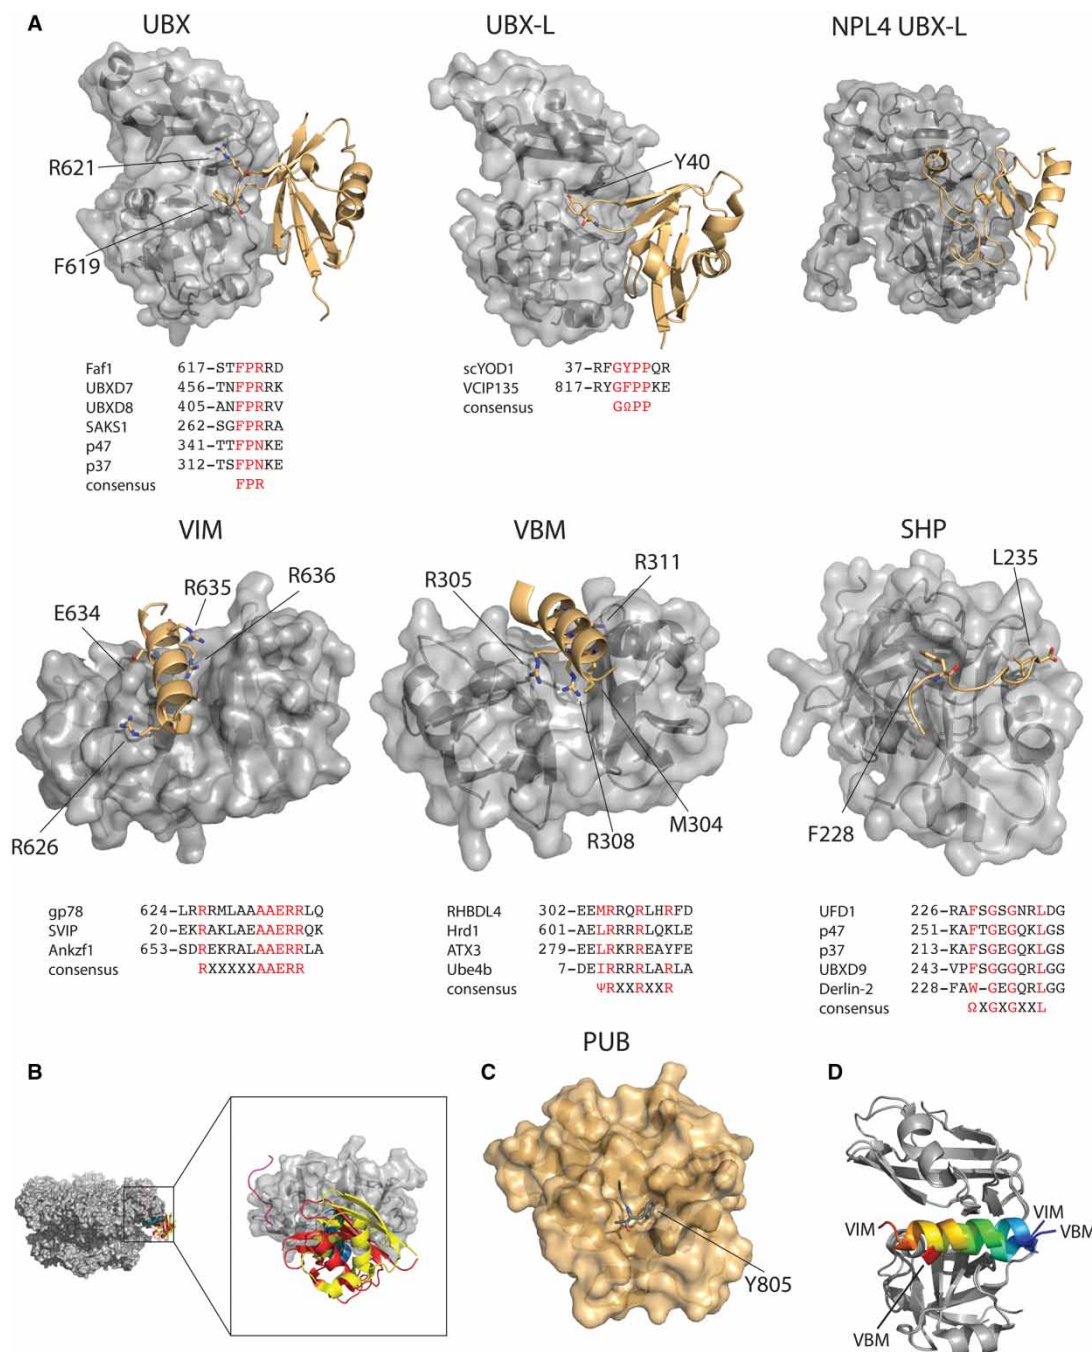 A
UBX
UBX-L
NPL4 UBX-L
R621
F619
Y40
Faf1 617-STFPRRD
UBXD7 456-TNFPRRK
UBXD8 405-ANFPRRV
SAKS1 262-SGFPRRA
p47 341-TTFPNKE
p37 312-TSFPNKE
consensus FPR
scYOD1 37-RFGYPPQR
VCIP135 817-RYGFPPKE
consensus GΩPP
VIM
VBM
SHP
E634
R635
R636
R626
R305
R311
R308
M304
L235
F228
gp78 624-LRRRMLAAAAERRLQ
SVIP 20-EKRAKLAEAAERRQK
Ankzf1 653-SDREKRALAAERRLA
consensus RXXXXXAAERR
RHBDL4 302-EEMRRQRLHRFD
Hrd1 601-AELRRRRLQKLE
ATX3 279-EELRKRREAYFE
Ube4b 7-DEIRRRRLARLA
consensus ΨRXXRXXR
UFD1 226-RAFSGSGNRLDG
p47 251-KAFTGEGQKLGS
p37 213-KAFSGEGQKLGS
UBXD9 243-VPFSGGGQRLGG
Derlin-2 228-FAW-GEGQRLGG
consensus ΩXGXGXXL
B
C
PUB
Y805
D
VIM
VIM
VBM
VBM